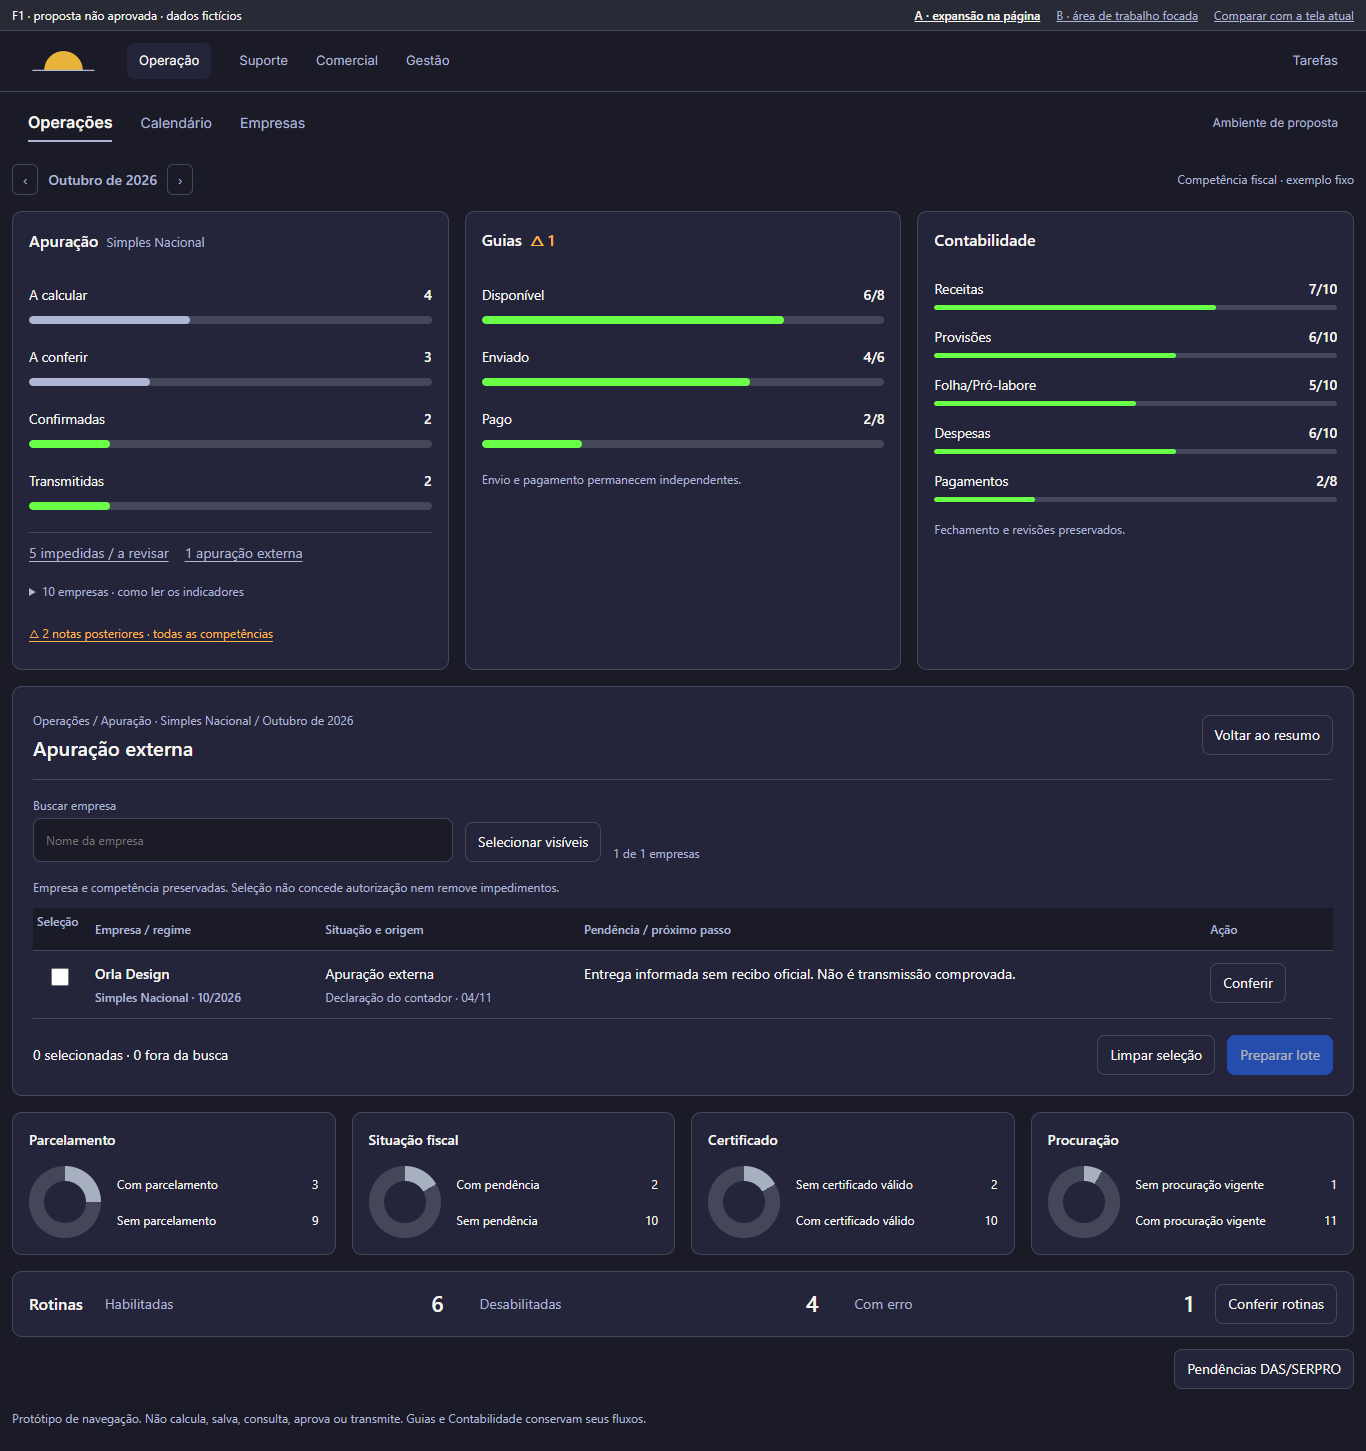 F1 · proposta não aprovada · dados fictícios
A · expansão na página
B · área de trabalho focada
Comparar com a tela atual
Operação
Suporte
Comercial
Gestão
Tarefas
Operações
Calendário
Empresas
Ambiente de proposta
‹ Outubro de 2026 ›
Competência fiscal · exemplo fixo
Apuração Simples Nacional
A calcular 4
A conferir 3
Confirmadas 2
Transmitidas 2
5 impedidas / a revisar 1 apuração externa
10 empresas · como ler os indicadores
△ 2 notas posteriores · todas as competências
Guias △ 1
Disponível 6/8
Enviado 4/6
Pago 2/8
Envio e pagamento permanecem independentes.
Contabilidade
Receitas 7/10
Provisões 6/10
Folha/Pró-labore 5/10
Despesas 6/10
Pagamentos 2/8
Fechamento e revisões preservados.
Operações / Apuração · Simples Nacional / Outubro de 2026
Apuração externa
Voltar ao resumo
Buscar empresa
Nome da empresa
Selecionar visíveis
1 de 1 empresas
Empresa e competência preservadas. Seleção não concede autorização nem remove impedimentos.
Seleção Empresa / regime Situação e origem Pendência / próximo passo Ação
Orla Design Apuração externa Entrega informada sem recibo oficial. Não é transmissão comprovada. Conferir
Simples Nacional · 10/2026 Declaração do contador · 04/11
0 selecionadas · 0 fora da busca
Limpar seleção
Preparar lote
Parcelamento
Com parcelamento 3
Sem parcelamento 9
Situação fiscal
Com pendência 2
Sem pendência 10
Certificado
Sem certificado válido 2
Com certificado válido 10
Procuração
Sem procuração vigente 1
Com procuração vigente 11
Rotinas Habilitadas 6 Desabilitadas 4 Com erro 1 Conferir rotinas
Pendências DAS/SERPRO
Protótipo de navegação. Não calcula, salva, consulta, aprova ou transmite. Guias e Contabilidade conservam seus fluxos.